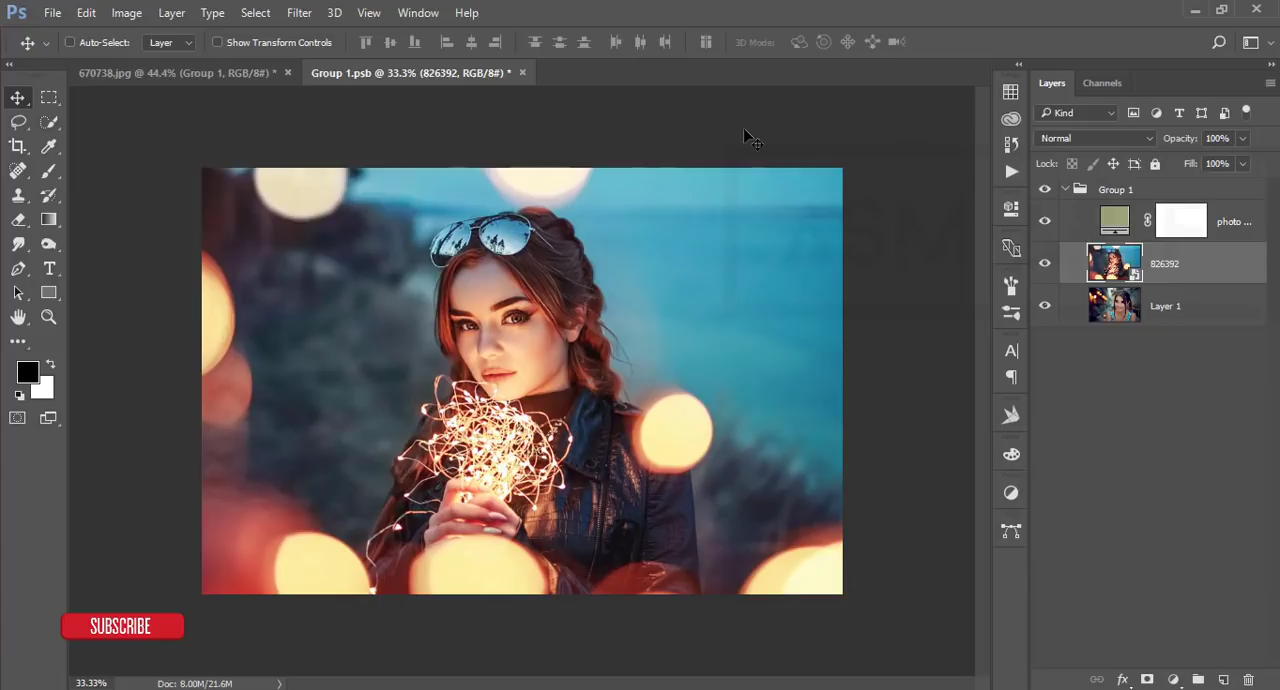 Ps File Edit Image Layer Type Select Filter 3D View Window Help
Auto-Select: Layer Show Transform Controls 3D Mode:
670738.jpg @ 44.4% (Group 1, RGB/8#) * × Group 1.psb @ 33.3% (826392, RGB/8#) * ×
Layers Channels
Kind
Normal Opacity: 100%
Lock: Fill: 100%
Group 1
photo ...
826392
Layer 1
SUBSCRIBE
33.33% Doc: 8.00M/21.6M